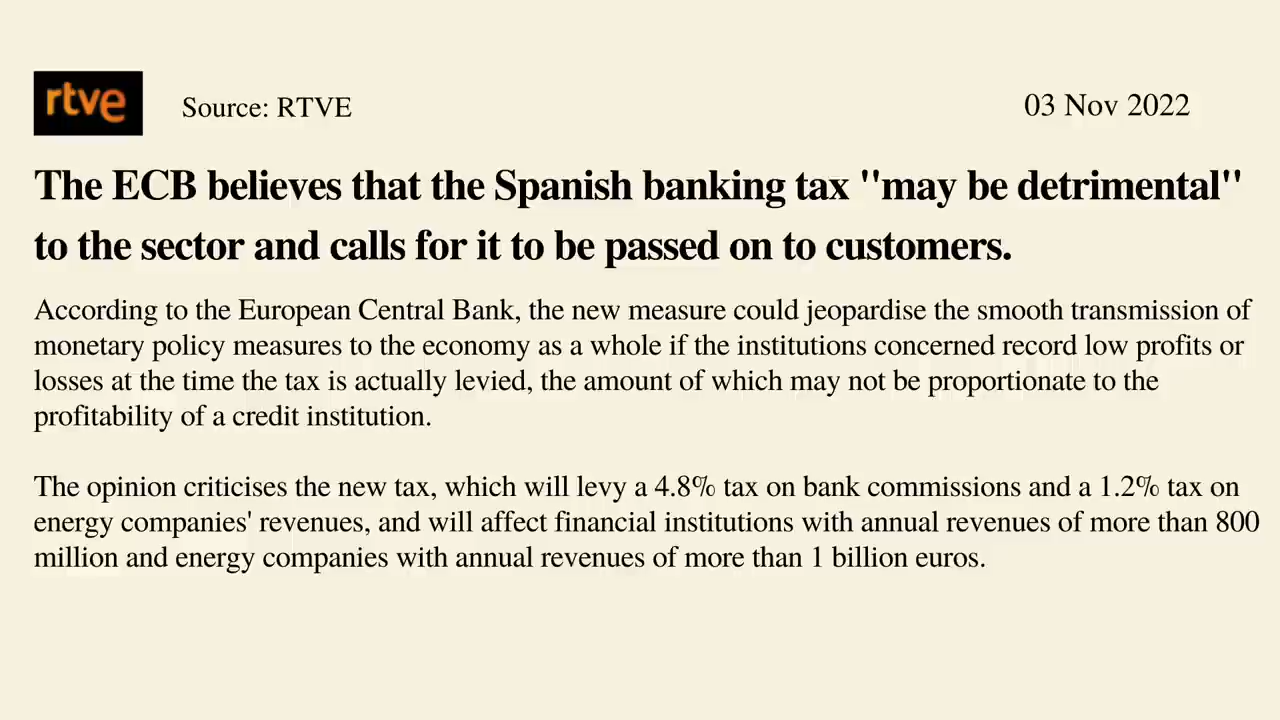 rtve
Source: RTVE
03 Nov 2022
The ECB believes that the Spanish banking tax "may be detrimental"
to the sector and calls for it to be passed on to customers.
According to the European Central Bank, the new measure could jeopardise the smooth transmission of
monetary policy measures to the economy as a whole if the institutions concerned record low profits or
losses at the time the tax is actually levied, the amount of which may not be proportionate to the
profitability of a credit institution.
The opinion criticises the new tax, which will levy a 4.8% tax on bank commissions and a 1.2% tax on
energy companies' revenues, and will affect financial institutions with annual revenues of more than 800
million and energy companies with annual revenues of more than 1 billion euros.